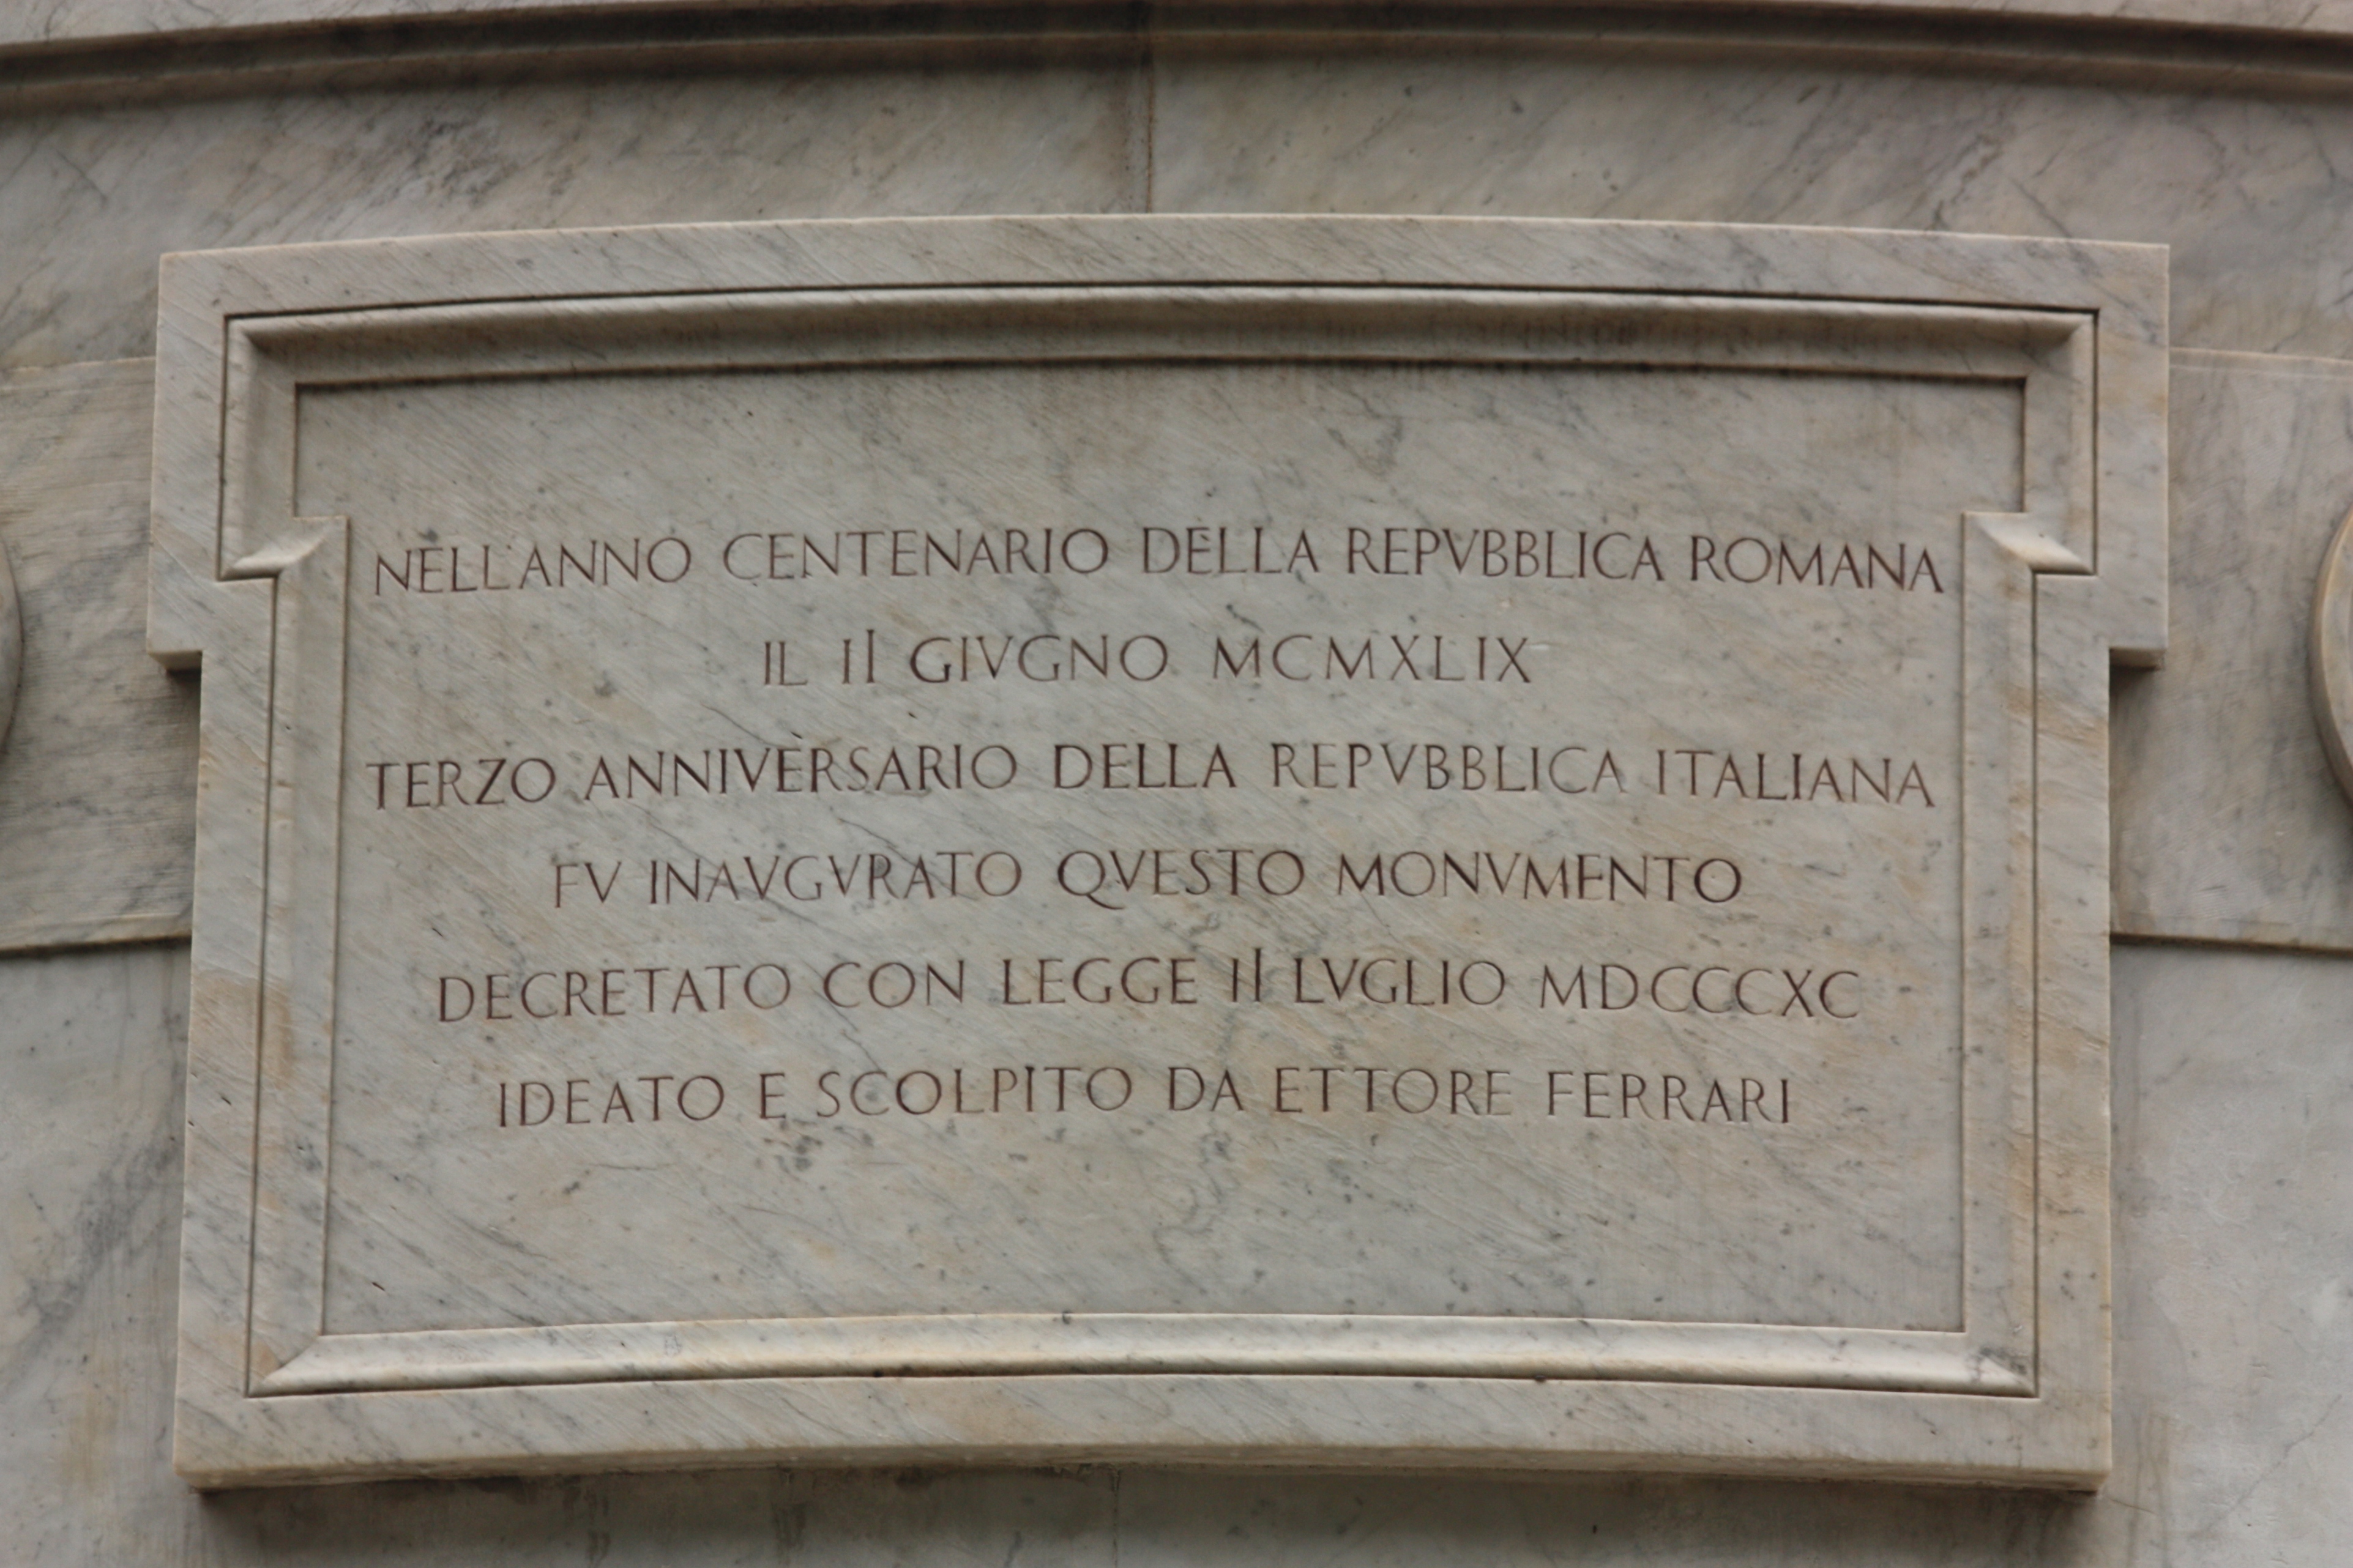 NELL'ANNO CENTENARIO DELLA REPVBBLICA ROMANA
IL II GIVGNO MCMXLIX
TERZO ANNIVERSARIO DELLA REPVBBLICA ITALIANA
FV INAVGVRATO QVESTO MONVMENTO
DECRETATO CON LEGGE II LVGLIO MDCCCXC
IDEATO E SCOLPITO DA ETTORE FERRARI